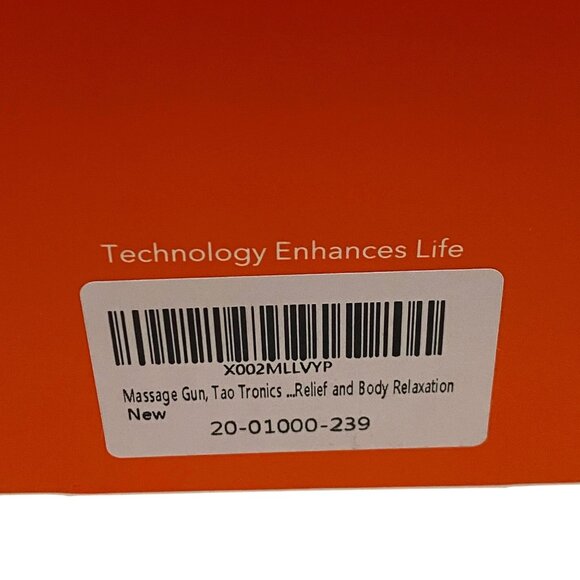 Technology Enhances Life
X002MLLVYP
Massage Gun, Tao Tronics ...Relief and Body Relaxation
New
20-01000-239